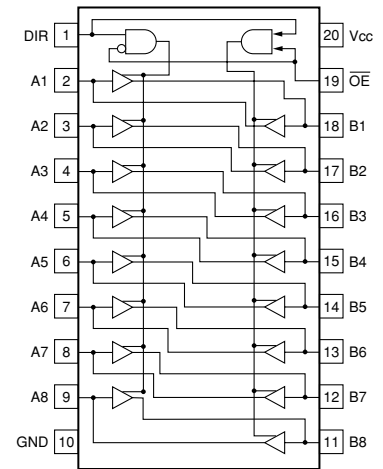 DIR 1 20 Vcc
A1 2 19 O̅E̅
A2 3 18 B1
A3 4 17 B2
A4 5 16 B3
A5 6 15 B4
A6 7 14 B5
A7 8 13 B6
A8 9 12 B7
GND 10 11 B8